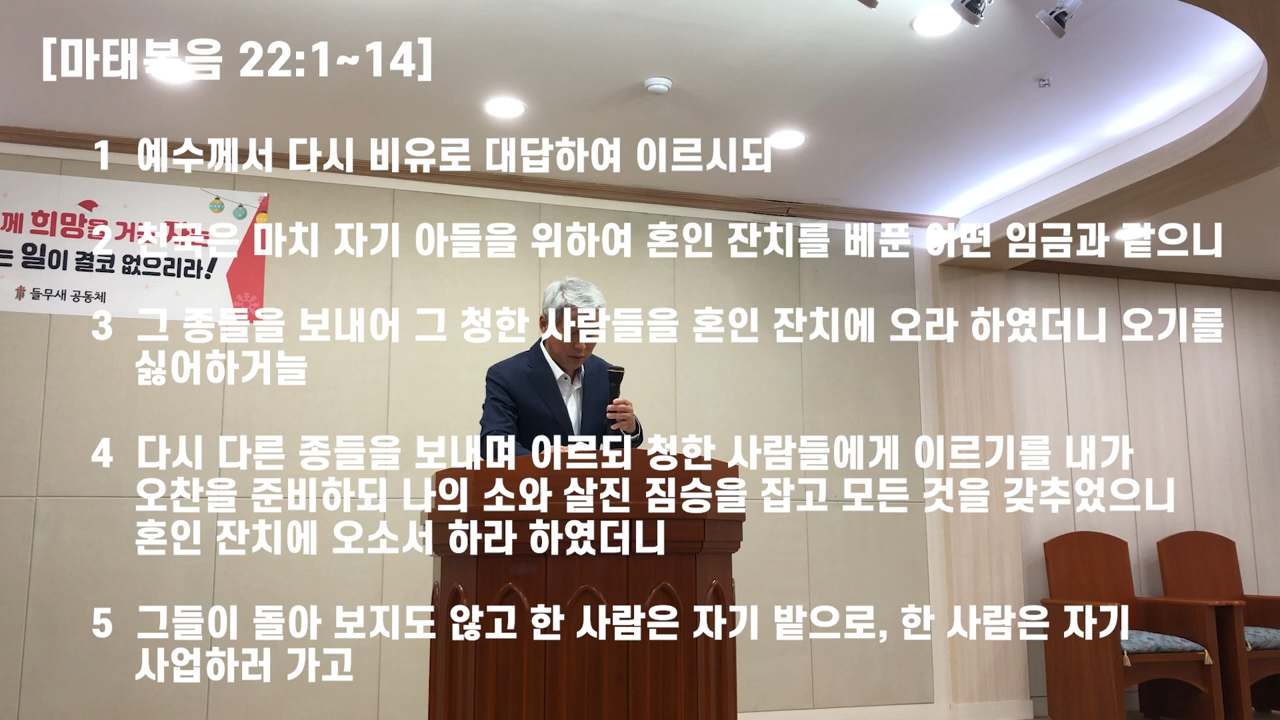 [마태복음 22:1~14]
1 예수께서 다시 비유로 대답하여 이르시되
2 천국은 마치 자기 아들을 위하여 혼인 잔치를 베푼 어떤 임금과 같으니
3 그 종들을 보내어 그 청한 사람들을 혼인 잔치에 오라 하였더니 오기를
싫어하거늘
4 다시 다른 종들을 보내며 이르되 청한 사람들에게 이르기를 내가
오찬을 준비하되 나의 소와 살진 짐승을 잡고 모든 것을 갖추었으니
혼인 잔치에 오소서 하라 하였더니
5 그들이 돌아 보지도 않고 한 사람은 자기 밭으로, 한 사람은 자기
사업하러 가고
께 희망을
는 일이 결코 없으리라!
들무새 공동체